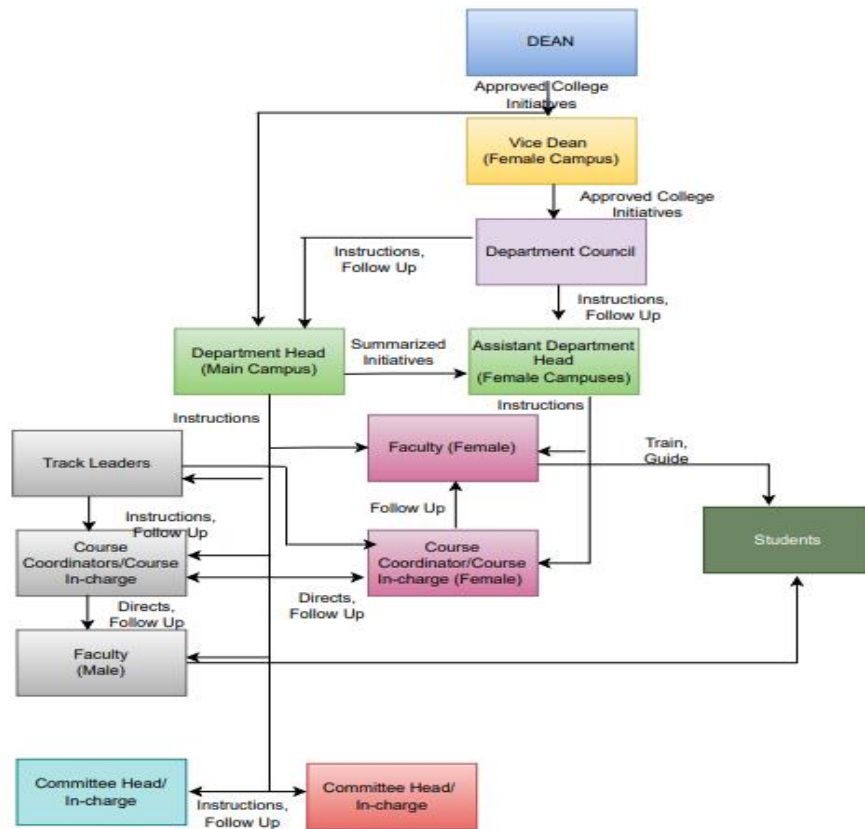 DEAN
Approved College
Initiatives
Vice Dean
(Female Campus)
Approved College
Initiatives
Department Council
Instructions,
Follow Up
Instructions,
Follow Up
Department Head
(Main Campus)
Summarized
Initiatives
Assistant Department
Head
(Female Campuses)
Instructions
Instructions
Faculty (Female)
Train,
Guide
Track Leaders
Follow Up
Instructions,
Follow Up
Students
Course
Coordinators/Course
In-charge
Course
Coordinator/Course
In-charge (Female)
Directs,
Follow Up
Directs,
Follow Up
Faculty
(Male)
Committee Head/
In-charge
Instructions,
Follow Up
Committee Head/
In-charge